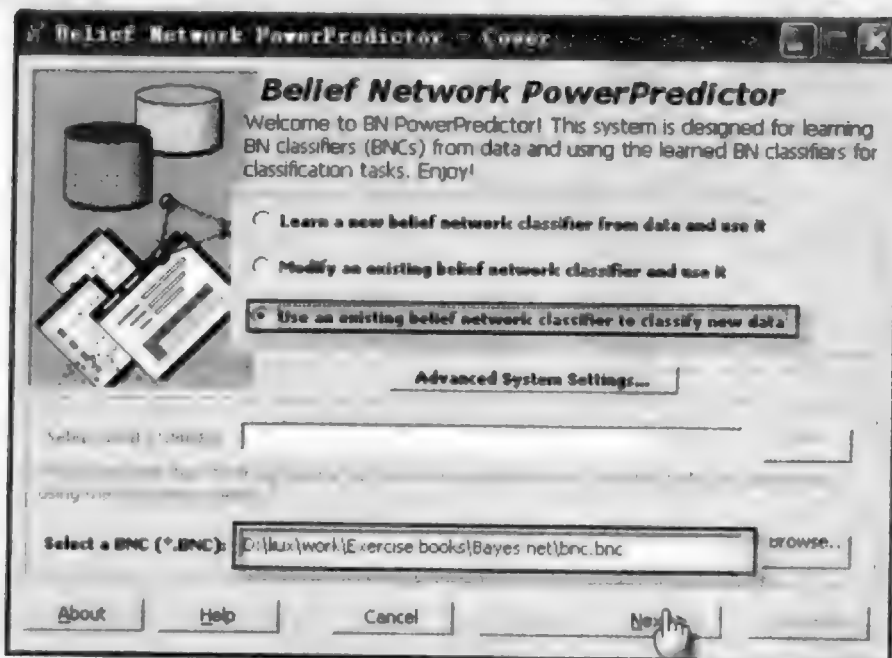 Belief Network PowerPredictor - Cover
Belief Network PowerPredictor
Welcome to BN PowerPredictor! This system is designed for learning
BN classifiers (BNCs) from data and using the learned BN classifiers for
classification tasks. Enjoy!
Learn a new belief network classifier from data and use it
Modify an existing belief network classifier and use it
Use an existing belief network classifier to classify new data
Advanced System Settings...
Select a BNC (*.BNC):
D:\liux\work\Exercise books\Bayes net\bnc.bnc
browse..
About
Help
Cancel